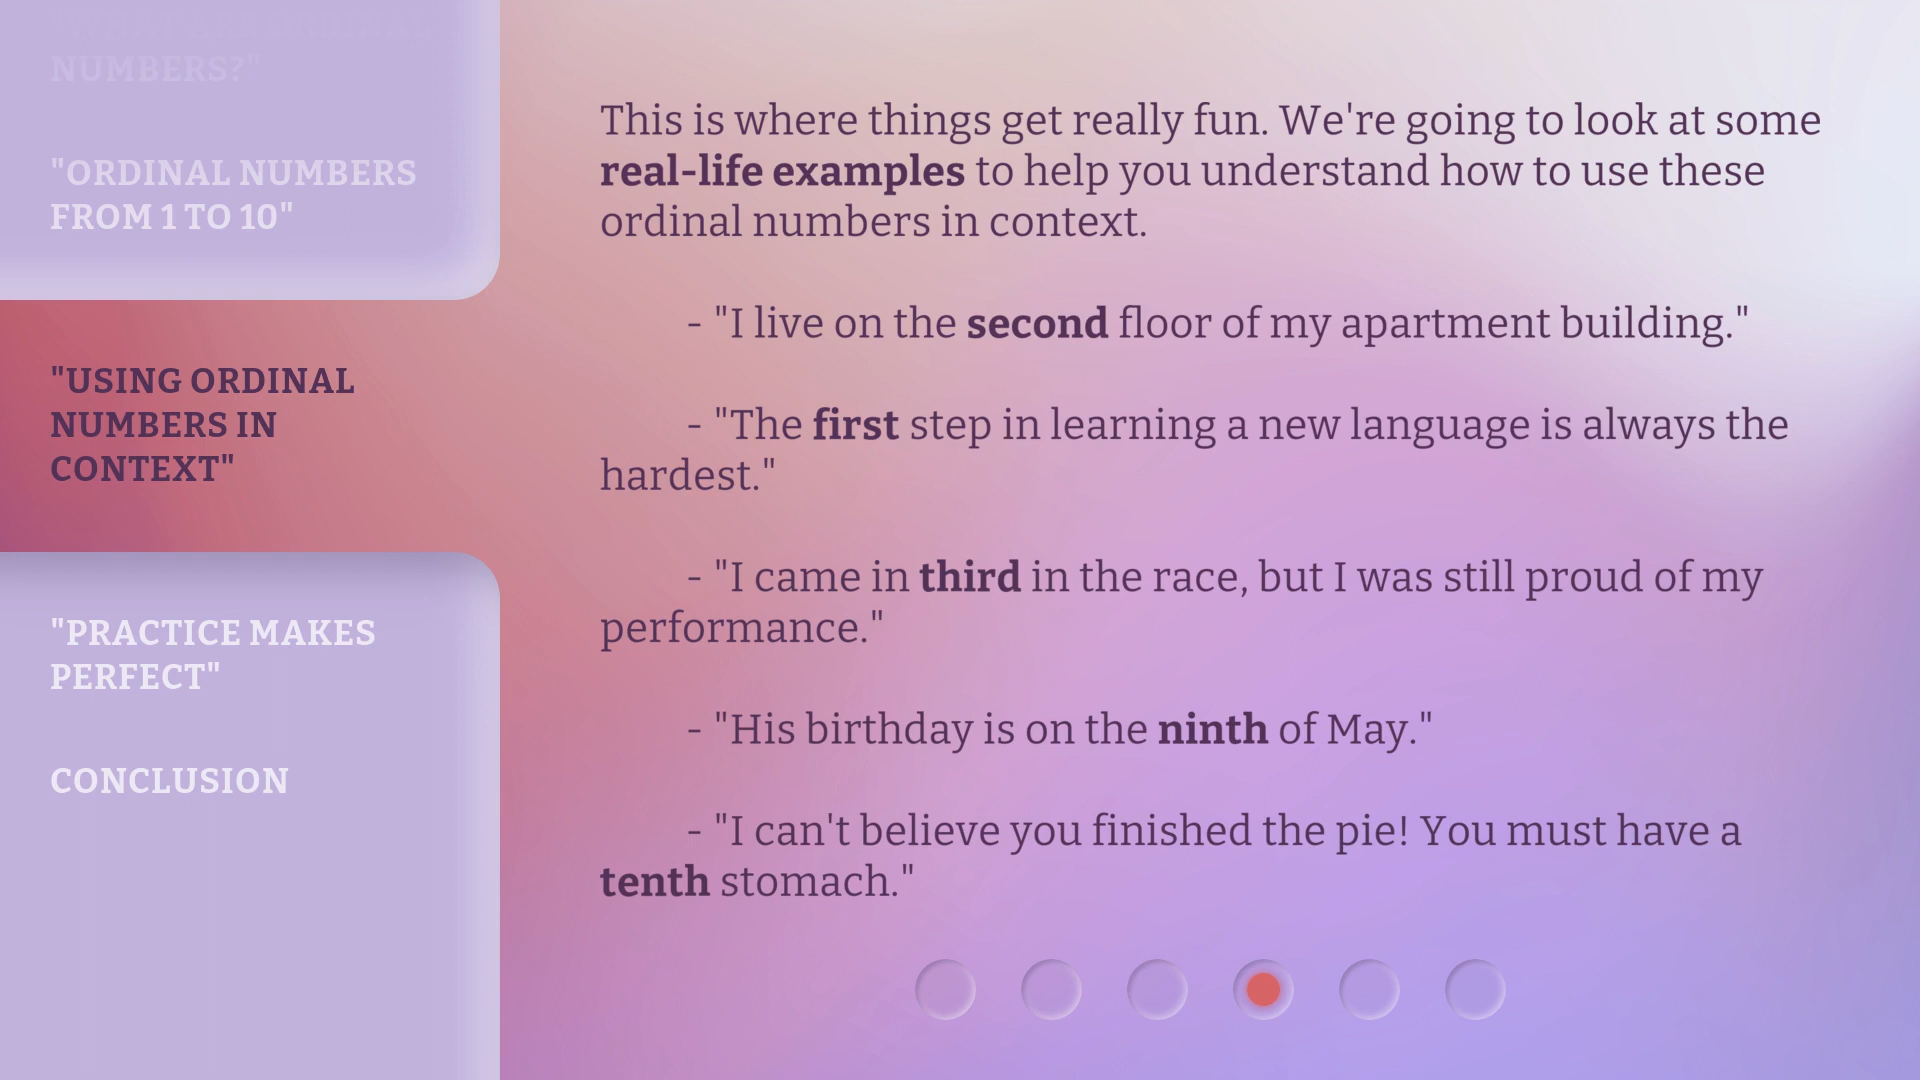 "WHAT ARE ORDINAL
NUMBERS?"
"ORDINAL NUMBERS
FROM 1 TO 10"
"USING ORDINAL
NUMBERS IN
CONTEXT"
"PRACTICE MAKES
PERFECT"
CONCLUSION
This is where things get really fun. We're going to look at some
real-life examples to help you understand how to use these
ordinal numbers in context.
- "I live on the second floor of my apartment building."
- "The first step in learning a new language is always the
hardest."
- "I came in third in the race, but I was still proud of my
performance."
- "His birthday is on the ninth of May."
- "I can't believe you finished the pie! You must have a
tenth stomach."